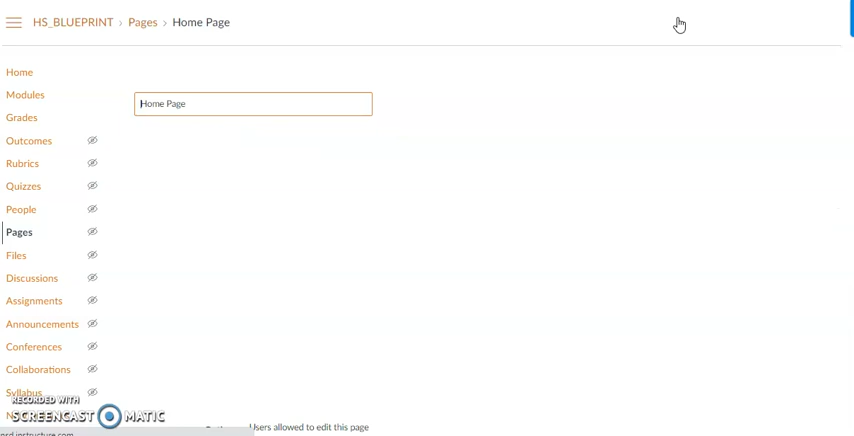 HS_BLUEPRINT › Pages › Home Page
Home
Home Page
Modules
Grades
Outcomes
Rubrics
Quizzes
People
Pages
Files
Discussions
Assignments
Announcements
Conferences
Collaborations
Syllabus
RECORDED WITH
SCREENCAST MATIC
Users allowed to edit this page